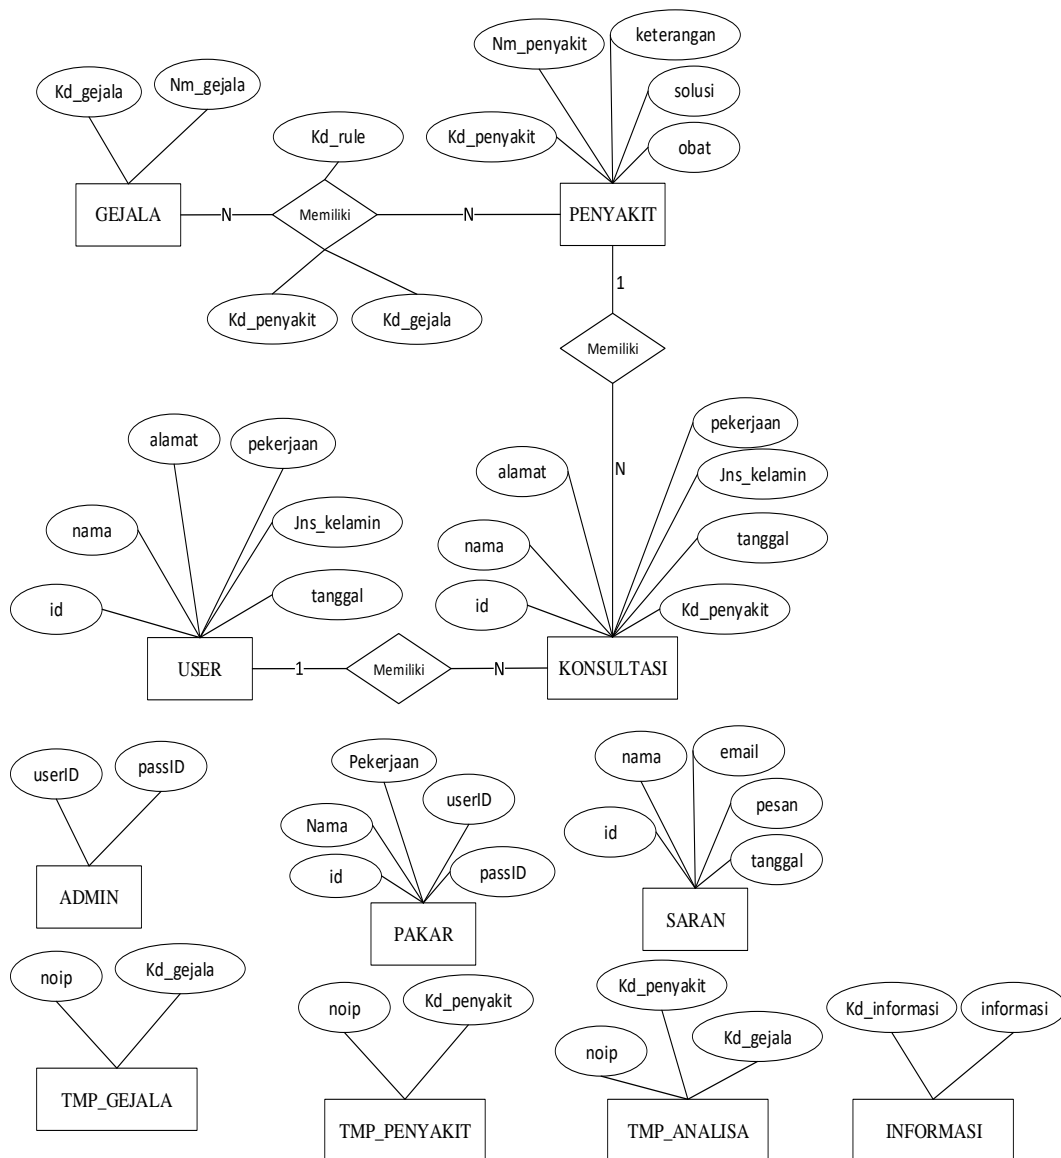 Nm_penyakit
keterangan
Kd_gejala
Nm_gejala
solusi
Kd_rule
Kd_penyakit
obat
GEJALA
N
Memiliki
N
PENYAKIT
1
Kd_penyakit
Kd_gejala
Memiliki
alamat
pekerjaan
pekerjaan
alamat
N
Jns_kelamin
nama
Jns_kelamin
nama
tanggal
id
tanggal
id
Kd_penyakit
USER
1
Memiliki
N
KONSULTASI
userID
passID
Pekerjaan
nama
email
Nama
userID
pesan
id
passID
id
tanggal
ADMIN
PAKAR
SARAN
noip
Kd_gejala
noip
Kd_penyakit
Kd_penyakit
Kd_informasi
informasi
noip
Kd_gejala
TMP_GEJALA
TMP_PENYAKIT
TMP_ANALISA
INFORMASI